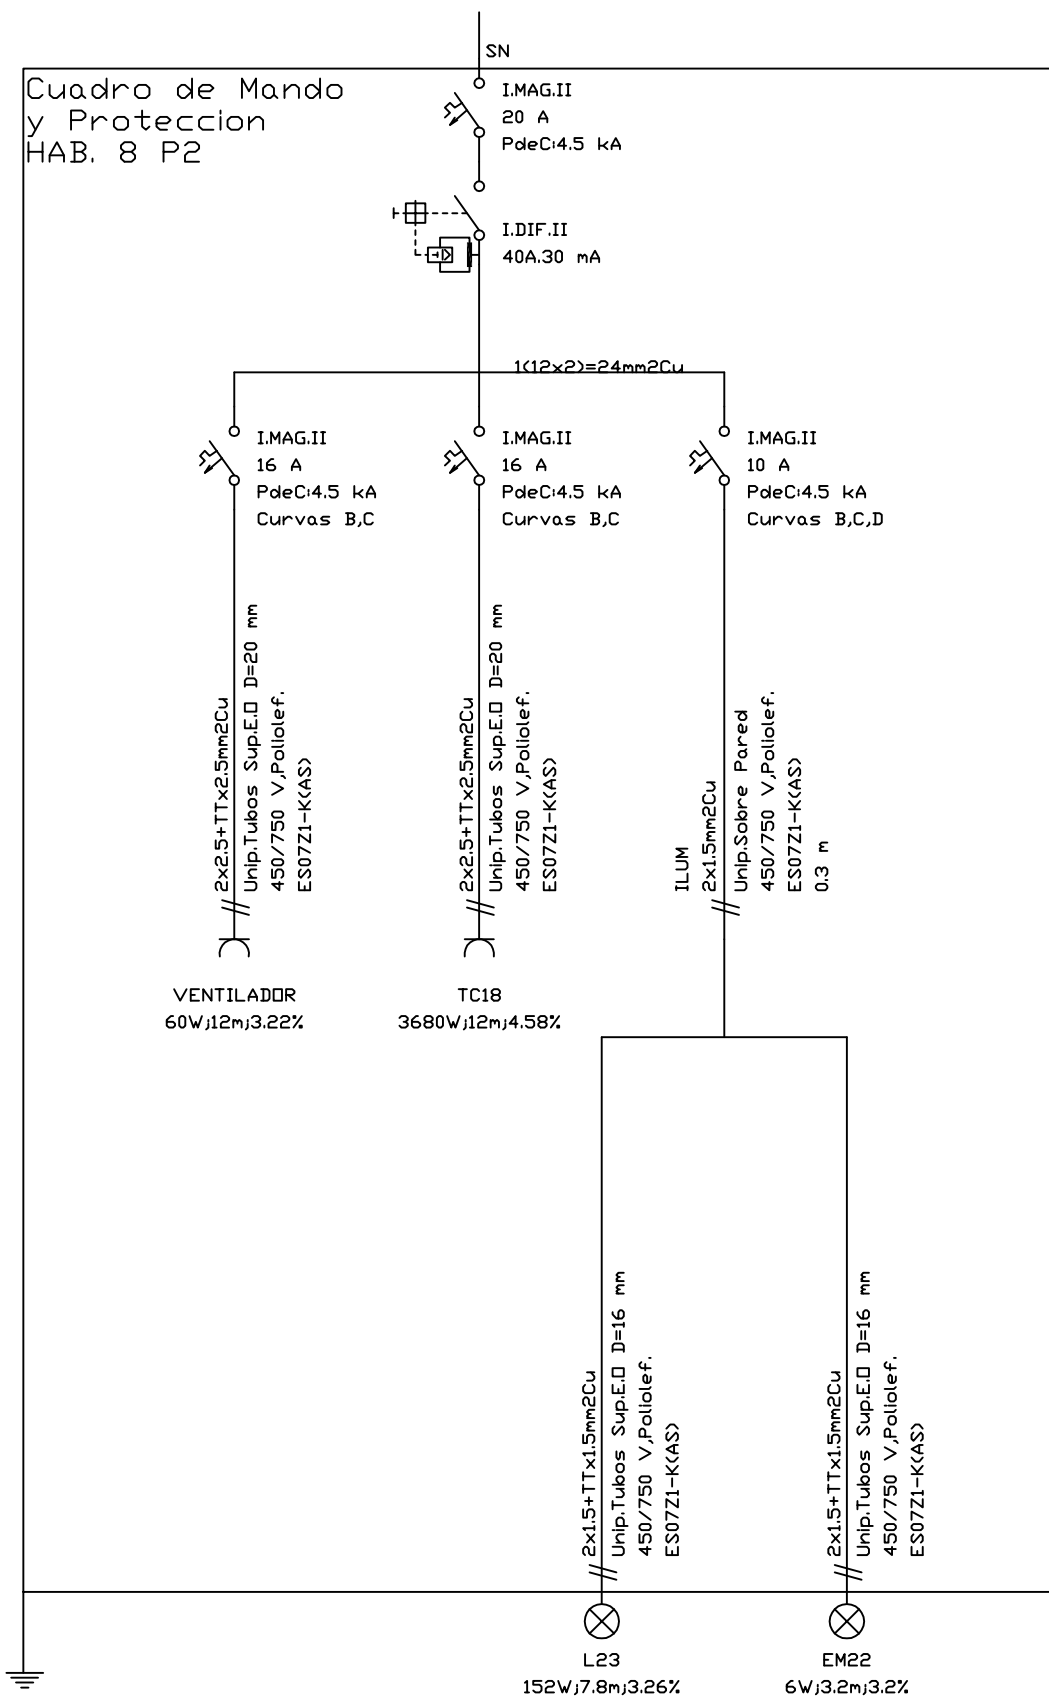 SN
Cuadro de Mando
y Proteccion
HAB. 8 P2
I.MAG.II
20 A
PdeC:4.5 kA
I.DIF.II
40A.30 mA
1(12x2)=24mm2Cu
I.MAG.II
16 A
PdeC:4.5 kA
Curvas B,C
I.MAG.II
16 A
PdeC:4.5 kA
Curvas B,C
I.MAG.II
10 A
PdeC:4.5 kA
Curvas B,C,D
2x2.5+TTx2.5mm2Cu
Unip.Tubos Sup.E.O D=20 mm
450/750 V,Poliolef.
ES07Z1-K(AS)
2x2.5+TTx2.5mm2Cu
Unip.Tubos Sup.E.O D=20 mm
450/750 V,Poliolef.
ES07Z1-K(AS)
ILUM
2x1.5mm2Cu
Unip.Sobre Pared
450/750 V,Poliolef.
ES07Z1-K(AS)
0.3 m
VENTILADOR
60W;12m;3.22%
TC18
3680W;12m;4.58%
2x1.5+TTx1.5mm2Cu
Unip.Tubos Sup.E.O D=16 mm
450/750 V,Poliolef.
ES07Z1-K(AS)
2x1.5+TTx1.5mm2Cu
Unip.Tubos Sup.E.O D=16 mm
450/750 V,Poliolef.
ES07Z1-K(AS)
L23
152W;7.8m;3.26%
EM22
6W;3.2m;3.2%